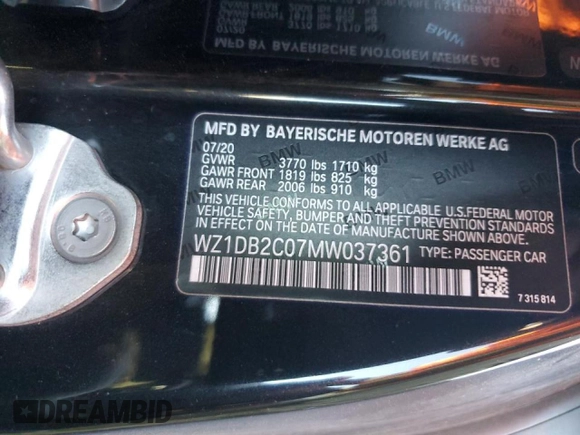 07/20
MFD BY BAYERISCHE MOTOREN WERKE AG
BMW
MFD BY BAYERISCHE MOTOREN WERKE AG
07/20
GVWR 3770 lbs 1710 kg
GAWR FRONT 1819 lbs 825 kg
GAWR REAR 2006 lbs 910 kg
THIS VEHICLE CONFORMS TO ALL APPLICABLE U.S.FEDERAL MOTOR
VEHICLE SAFETY, BUMPER AND THEFT PREVENTION STANDARDS
IN EFFECT ON THE DATE OF MANUFACTURE SHOWN ABOVE.
WZ1DB2C07MW037361 TYPE: PASSENGER CAR
7 315 814
DREAMBID